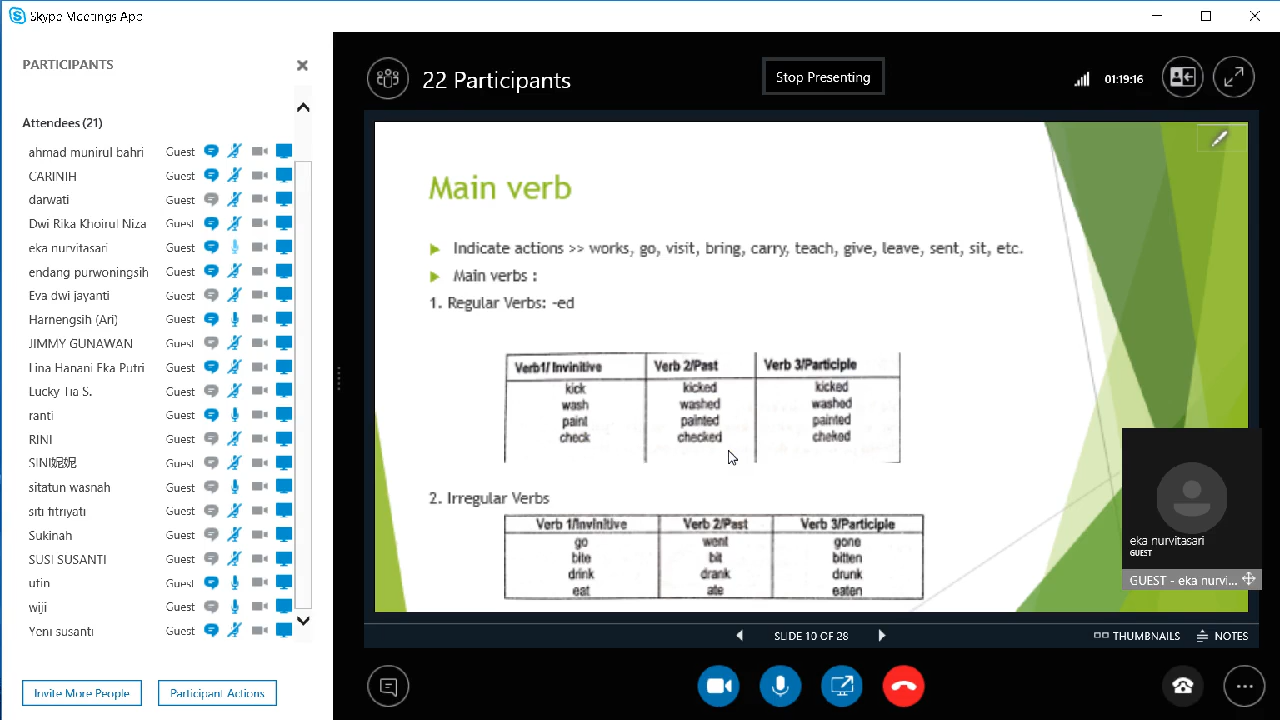 Skype Meetings App
PARTICIPANTS
Attendees (21)
ahmad munirul bahri Guest
CARINIH Guest
darwati Guest
Dwi Rika Khoirul Niza Guest
eka nurvitasari Guest
endang purwoningsih Guest
Eva dwi jayanti Guest
Harnengsih (Ari) Guest
JIMMY GUNAWAN Guest
Lina Hanani Eka Putri Guest
Lucky Tia S. Guest
ranti Guest
RINI Guest
SINI妮妮 Guest
sitatun wasnah Guest
siti fitriyati Guest
Sukinah Guest
SUSI SUSANTI Guest
utin Guest
wiji Guest
Yeni susanti Guest
Invite More People Participant Actions
22 Participants Stop Presenting 01:19:16
Main verb
Indicate actions >> works, go, visit, bring, carry, teach, give, leave, sent, sit, etc.
Main verbs :
1. Regular Verbs: -ed
Verb1/ Invinitive Verb 2/Past Verb 3/Participle
kick kicked kicked
wash washed washed
paint painted painted
check checked cheked
2. Irregular Verbs
Verb 1/Invinitive Verb 2/Past Verb 3/Participle
go went gone
bite bit bitten
drink drank drunk
eat ate eaten
eka nurvitasari
GUEST
GUEST - eka nurvi...
SLIDE 10 OF 28 THUMBNAILS NOTES